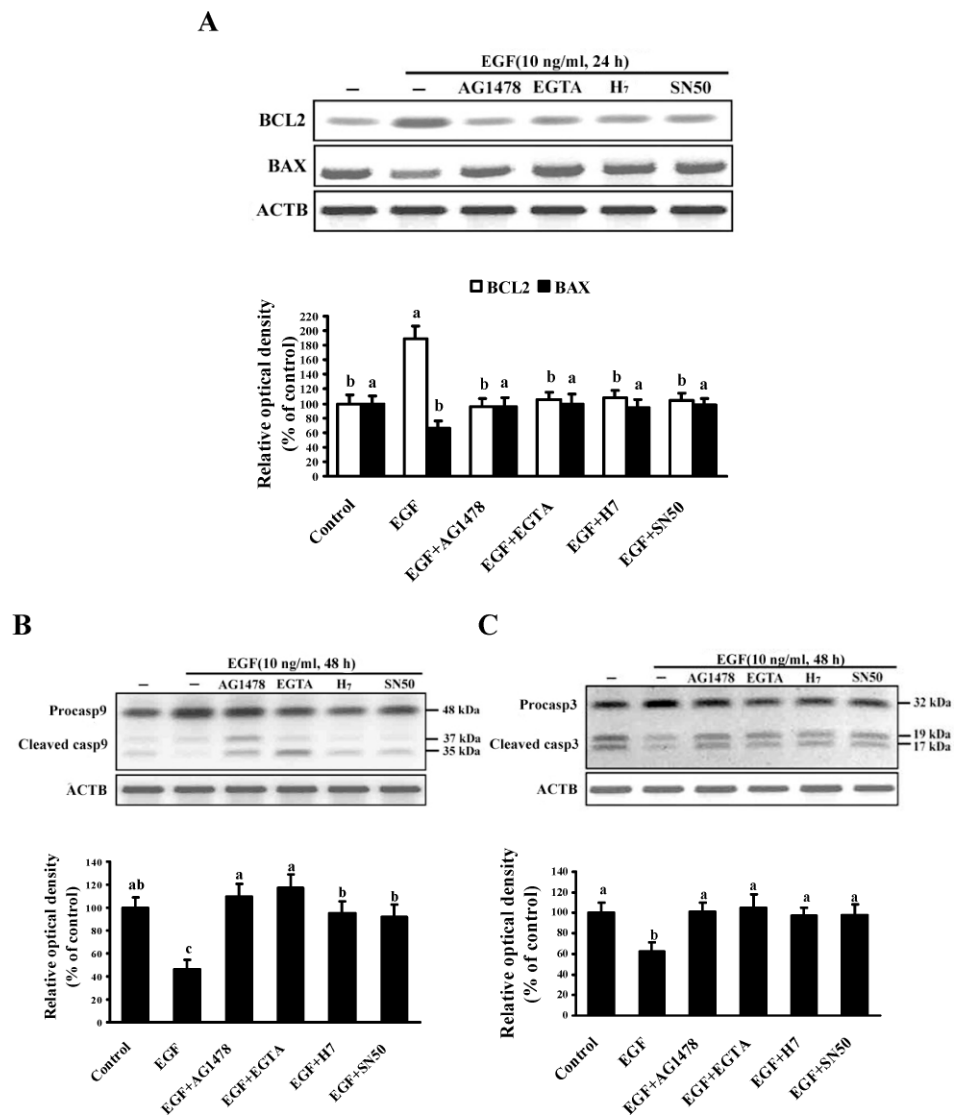 A
EGF(10 ng/ml, 24 h)
– – AG1478 EGTA H7 SN50
BCL2
BAX
ACTB
BCL2 BAX
Relative optical density
(% of control)
220
200
180
160
140
120
100
80
60
40
20
0
b a a b b a b a b a b a
Control EGF EGF+AG1478 EGF+EGTA EGF+H7 EGF+SN50
B
EGF(10 ng/ml, 48 h)
– – AG1478 EGTA H7 SN50
Procasp9 48 kDa
37 kDa
Cleaved casp9
35 kDa
ACTB
Relative optical density
(% of control)
140
120
100
80
60
40
20
0
ab c a a b b
Control EGF EGF+AG1478 EGF+EGTA EGF+H7 EGF+SN50
C
EGF(10 ng/ml, 48 h)
– – AG1478 EGTA H7 SN50
Procasp3 32 kDa
19 kDa
Cleaved casp3
17 kDa
ACTB
Relative optical density
(% of control)
140
120
100
80
60
40
20
0
a b a a a a
Control EGF EGF+AG1478 EGF+EGTA EGF+H7 EGF+SN50